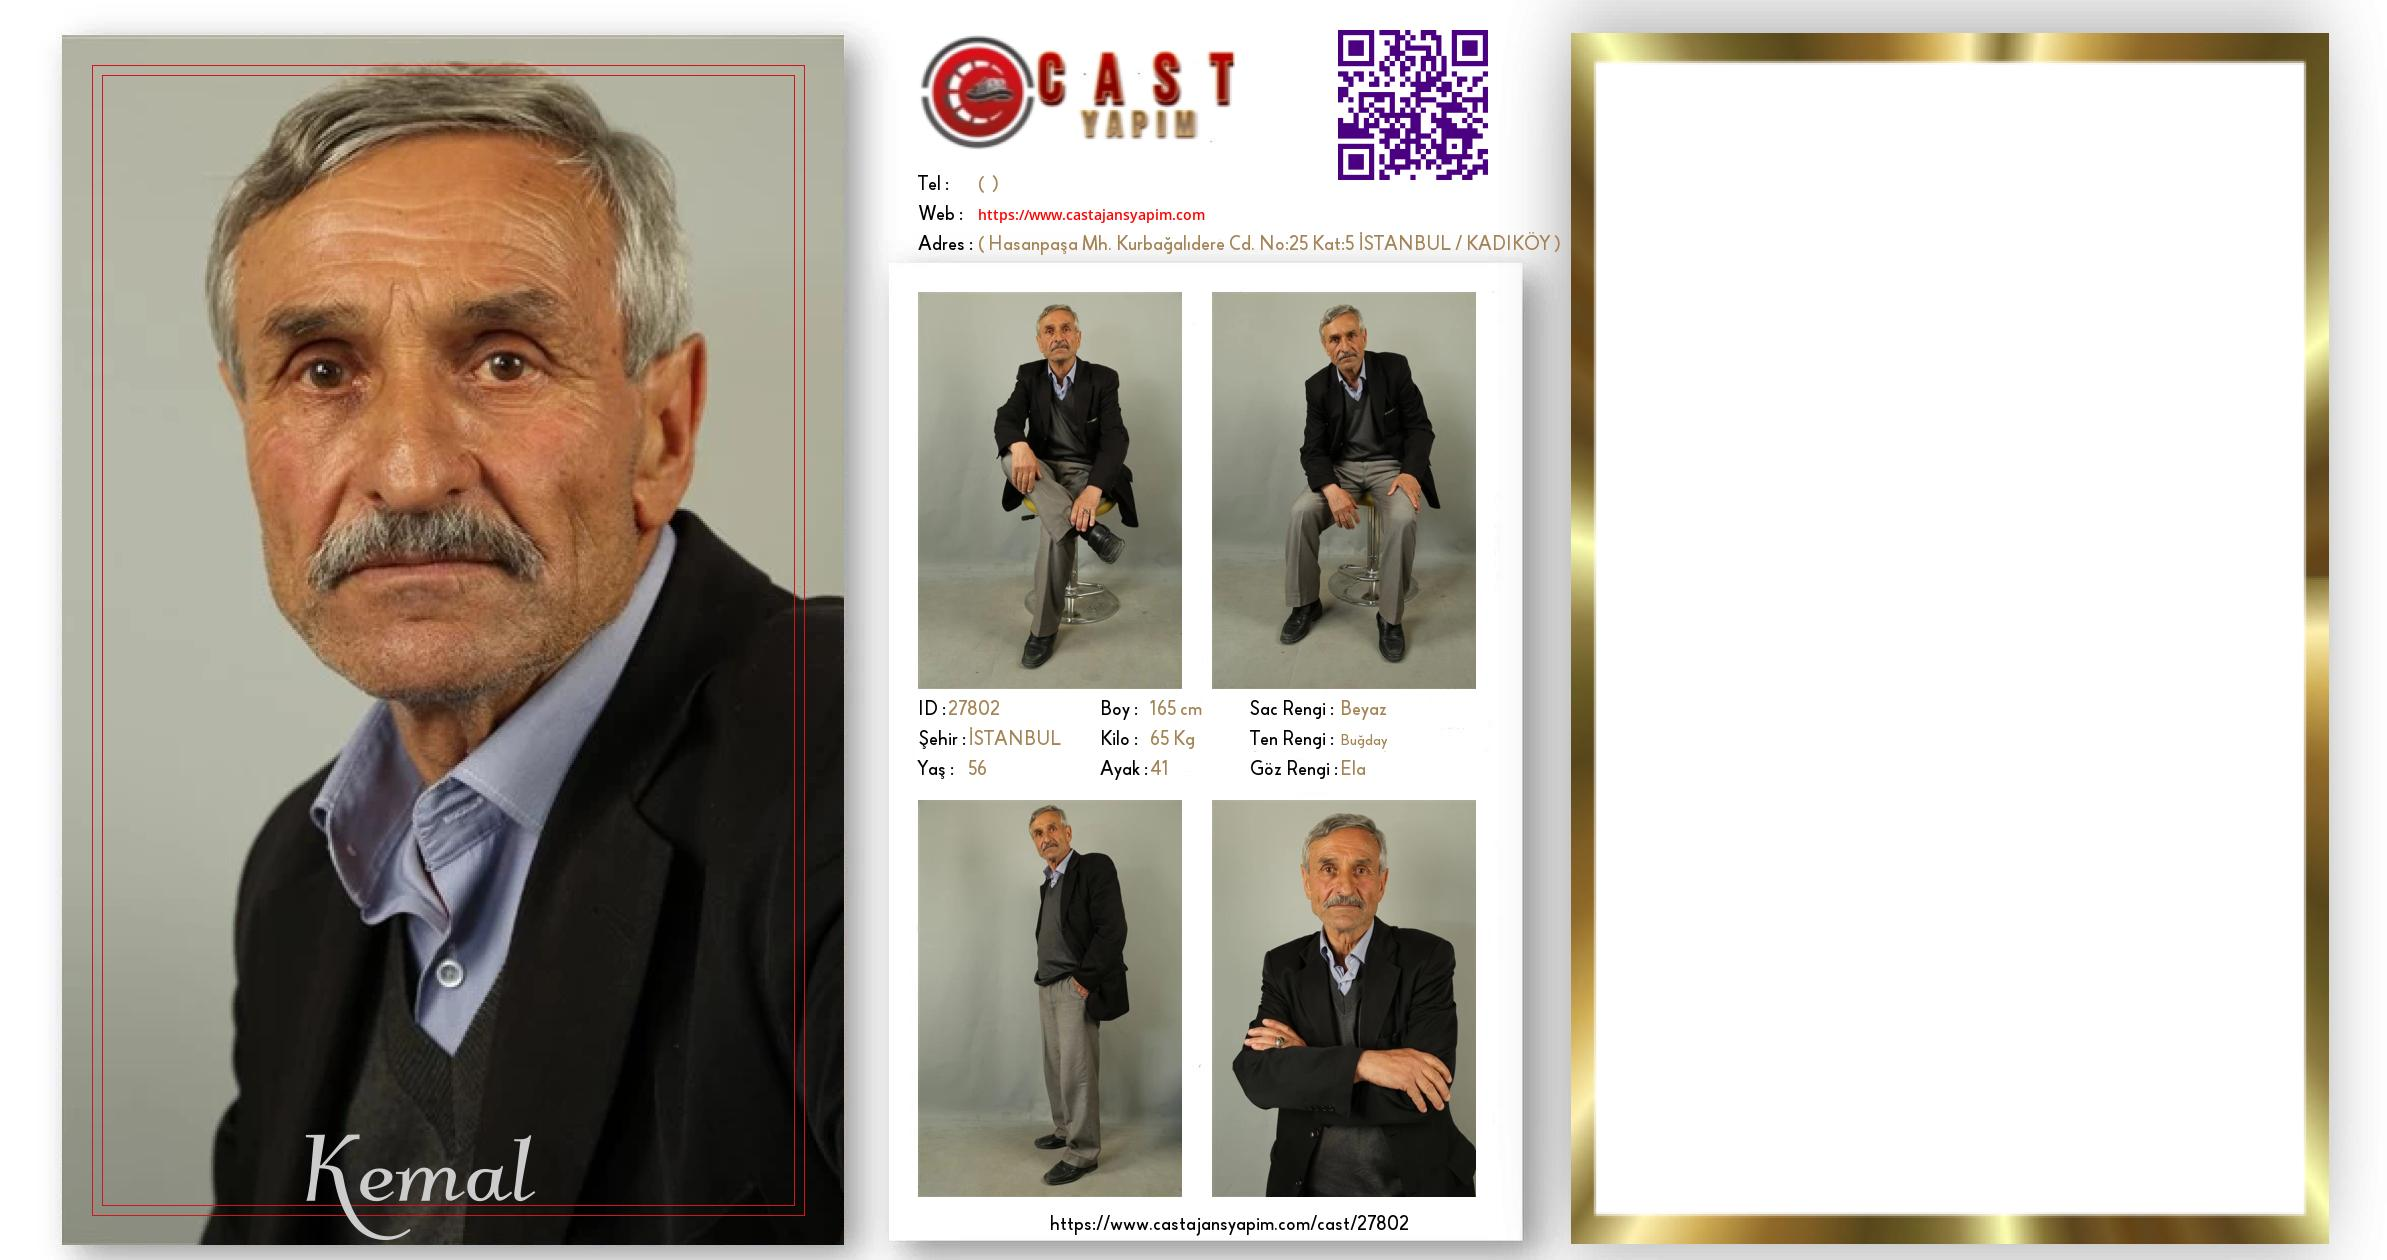 Kemal
CAST
YAPIM
Tel : ( )
Web : https://www.castajansyapim.com
Adres : ( Hasanpaşa Mh. Kurbağalıdere Cd. No:25 Kat:5 İSTANBUL / KADIKÖY )
ID : 27802 Boy : 165 cm Sac Rengi : Beyaz
Şehir : İSTANBUL Kilo : 65 Kg Ten Rengi : Buğday
Yaş : 56 Ayak : 41 Göz Rengi : Ela
https://www.castajansyapim.com/cast/27802